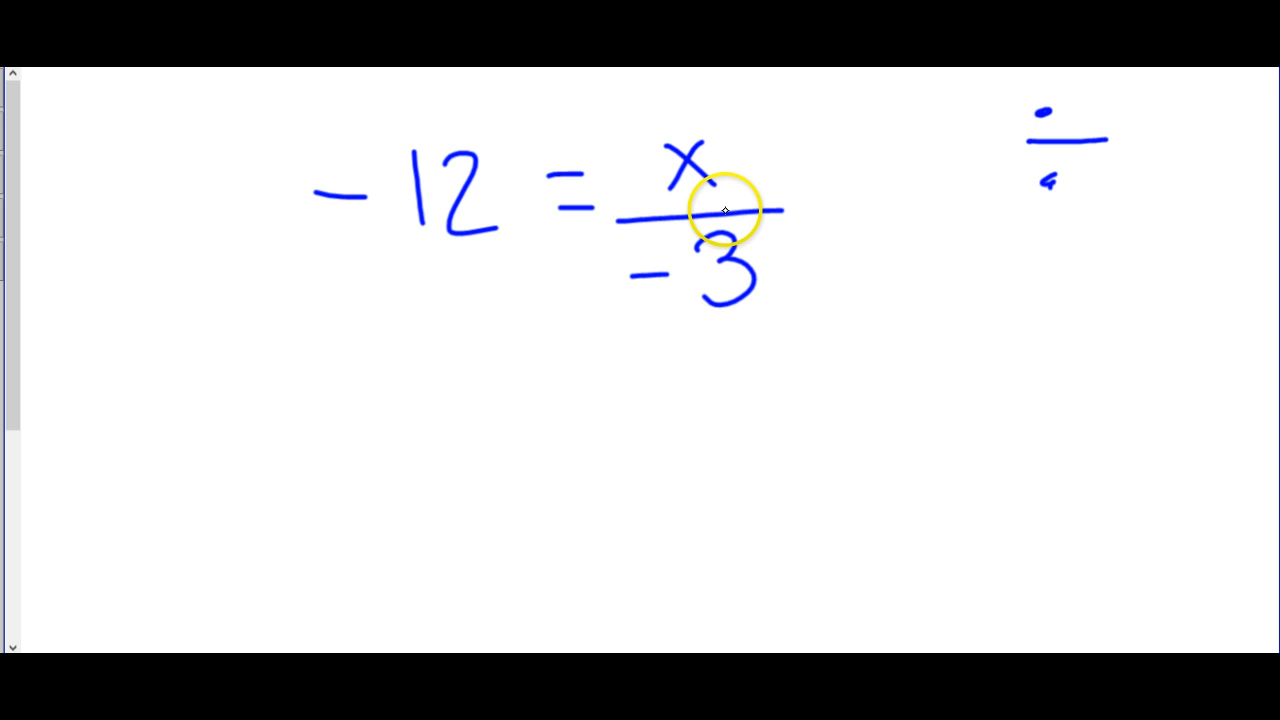 -12 = x/-3
÷